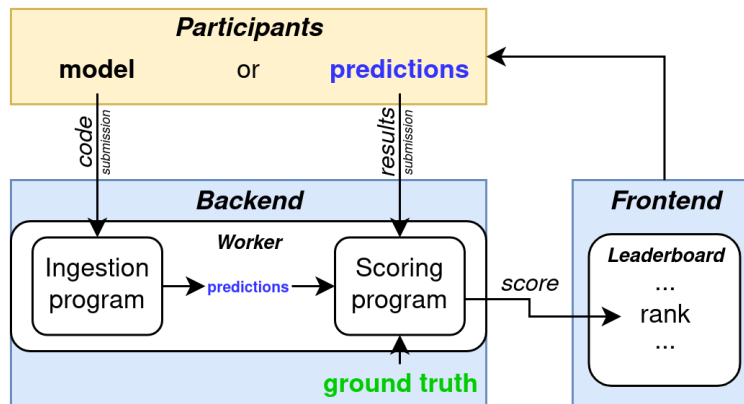 Participants
model or predictions
code
submission
results
submission
Backend
Frontend
Worker
Leaderboard
Ingestion
program
predictions
Scoring
program
score
...
rank
...
ground truth